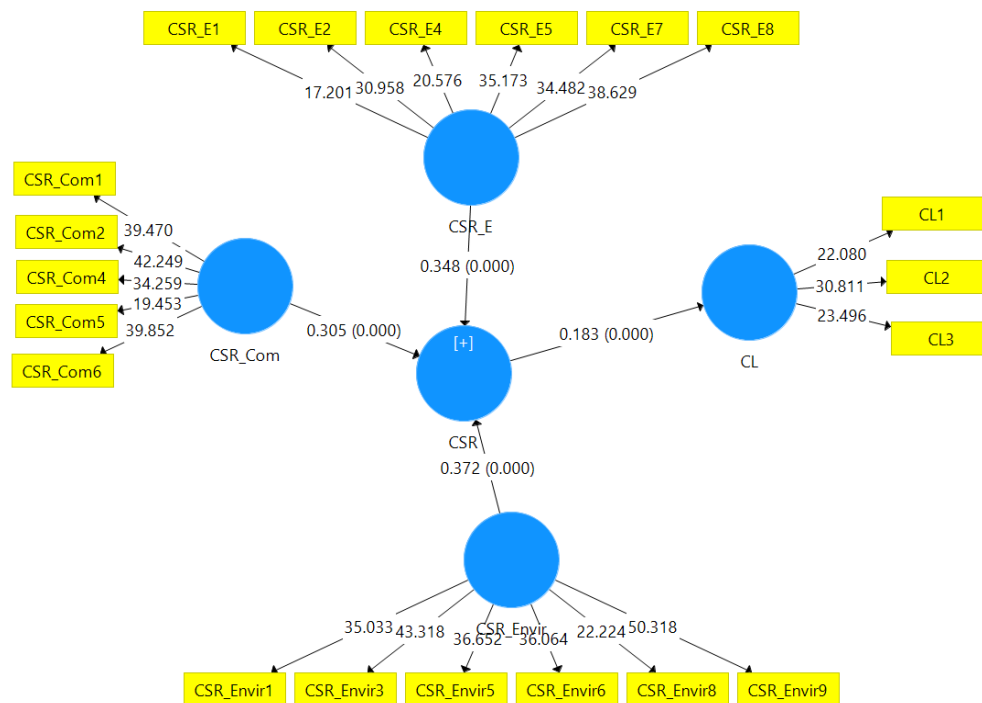 CSR_E1
CSR_E2
CSR_E4
CSR_E5
CSR_E7
CSR_E8
17.201
30.958
20.576
35.173
34.482
38.629
CSR_E
CSR_Com1
CSR_Com2
CSR_Com4
CSR_Com5
CSR_Com6
39.470
42.249
34.259
19.453
39.852
CSR_Com
0.348 (0.000)
0.305 (0.000)
[+]
CSR
0.183 (0.000)
CL
22.080
30.811
23.496
CL1
CL2
CL3
0.372 (0.000)
CSR_Envir
35.033
43.318
36.652
36.064
22.224
50.318
CSR_Envir1
CSR_Envir3
CSR_Envir5
CSR_Envir6
CSR_Envir8
CSR_Envir9